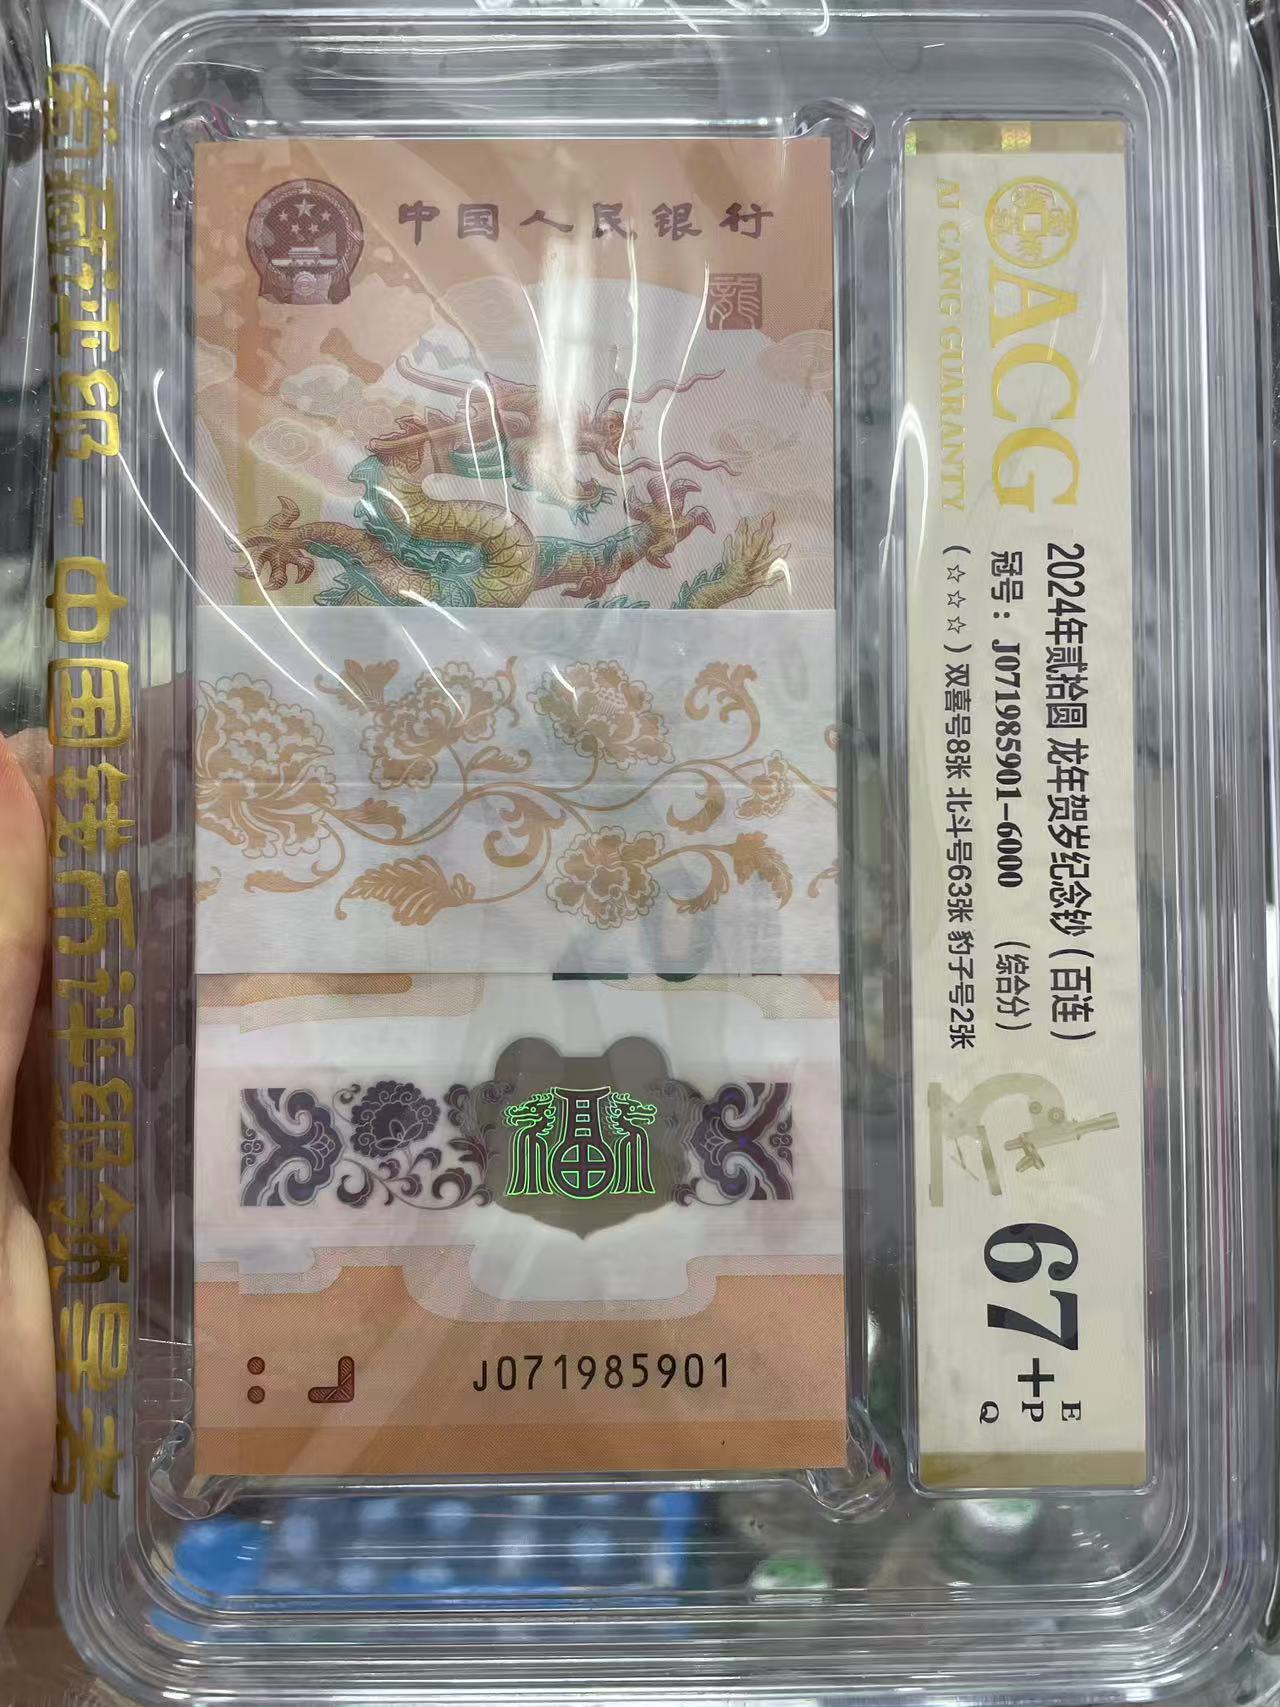 中国人民银行
龍
福
J071985901
ACG
AI CANG GUARANTY
2024年贰拾圆 龙年贺岁纪念钞（百连）
冠号：J071985901-6000 （综合分）
（☆☆☆）双喜号8张 北斗号63张 豹子号2张
67+
E
P
Q
爱藏评级-中国钱币评级领导者